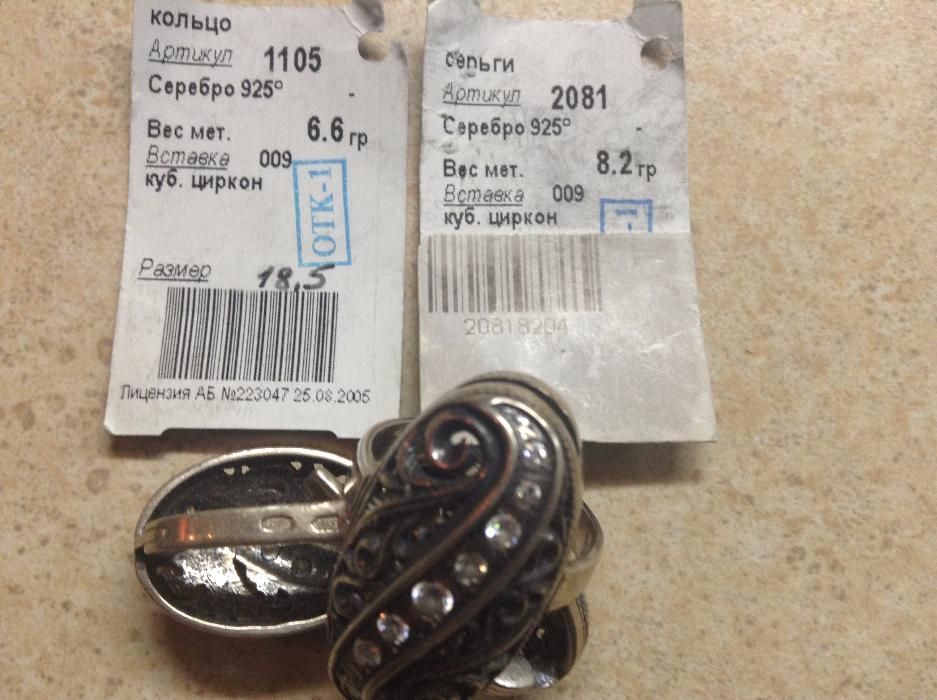 кольцо
Артикул 1105
Серебро 925° -
Вес мет. 6.6 гр
Вставка 009
куб. циркон
ОТК-1
Размер 18,5
Лицензия АБ №223047 25.08.2005
серьги
Артикул 2081
Серебро 925° -
Вес мет. 8.2 гр
Вставка 009
куб. циркон
20818204